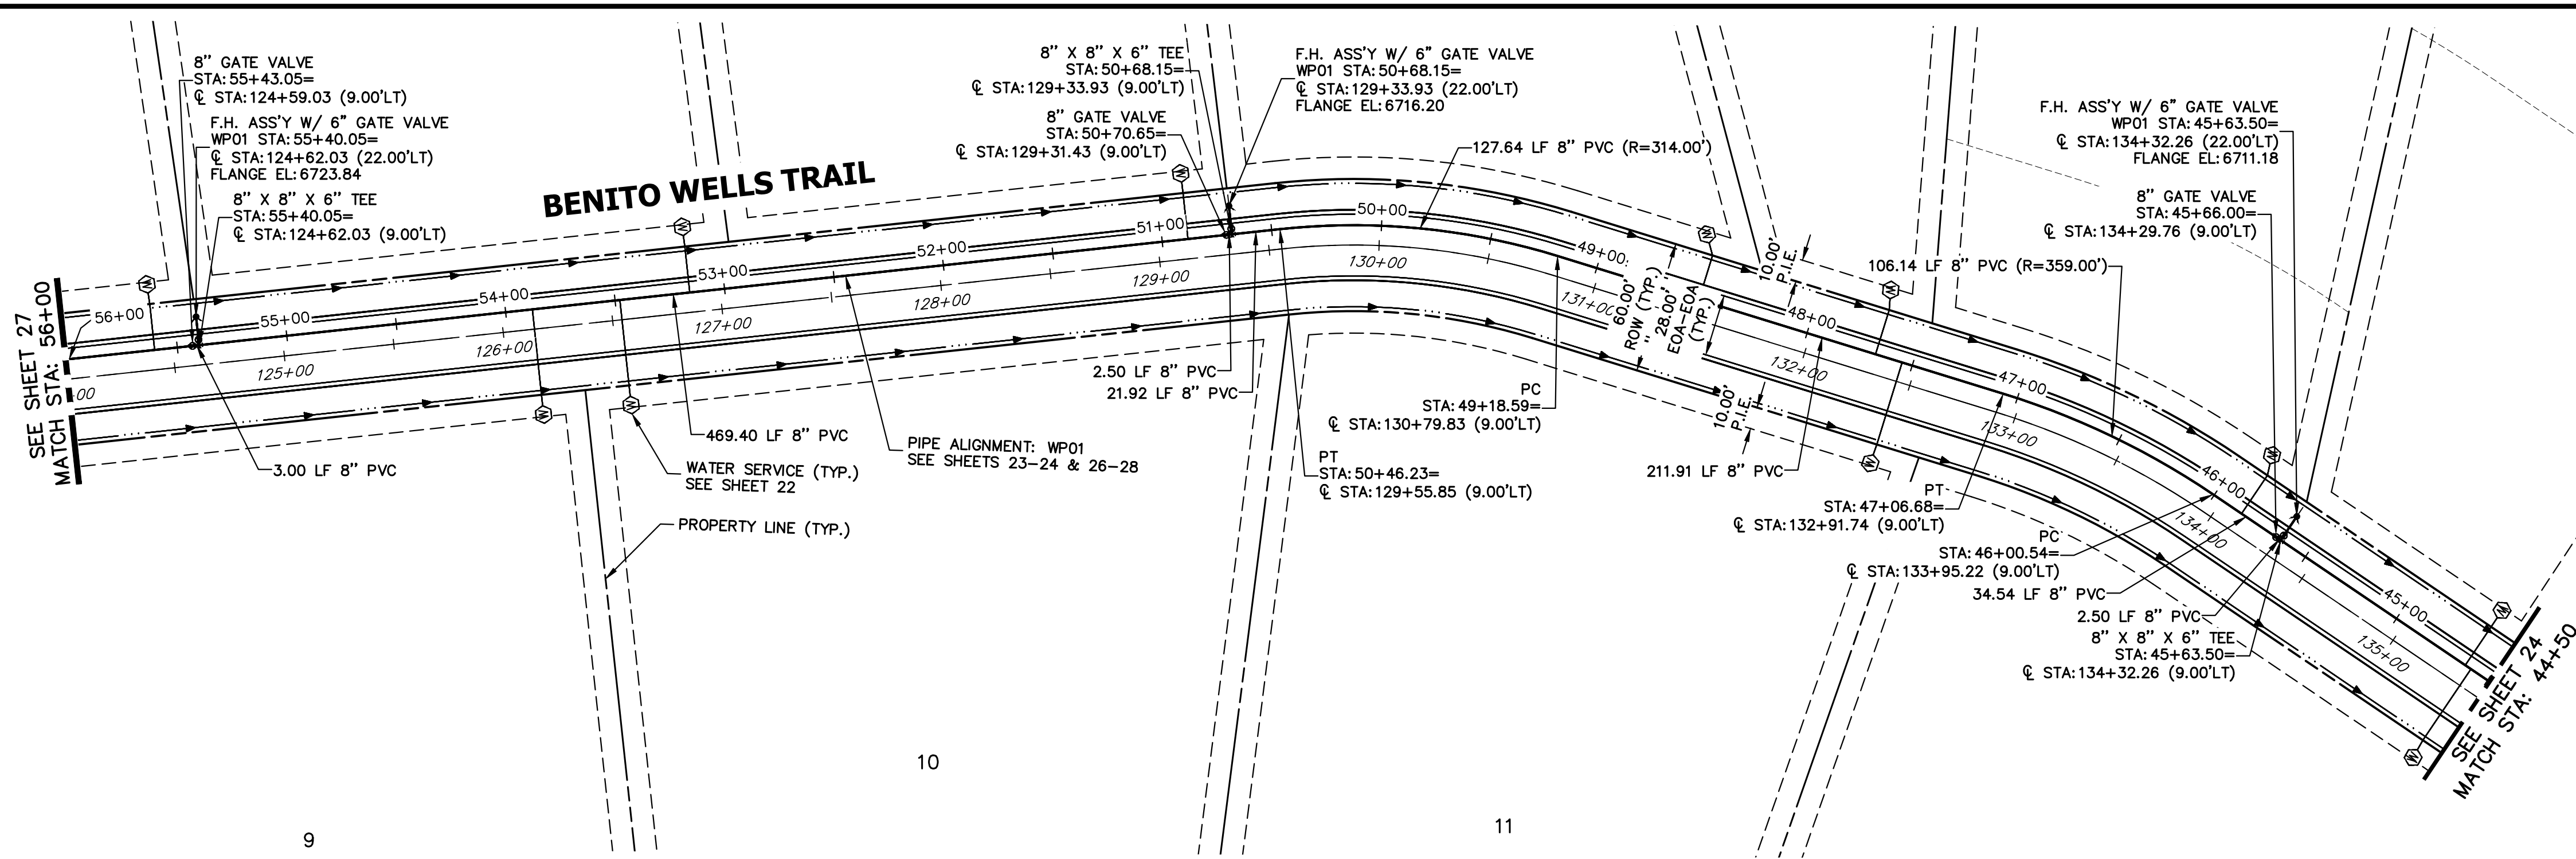 8" GATE VALVE
STA: 55+43.05=
℄ STA: 124+59.03 (9.00'LT)
F.H. ASS'Y W/ 6" GATE VALVE
WP01 STA: 55+40.05=
℄ STA: 124+62.03 (22.00'LT)
FLANGE EL: 6723.84
8" X 8" X 6" TEE
STA: 55+40.05=
℄ STA: 124+62.03 (9.00'LT)
BENITO WELLS TRAIL
8" X 8" X 6" TEE
STA: 50+68.15=
℄ STA: 129+33.93 (9.00'LT)
8" GATE VALVE
STA: 50+70.65=
℄ STA: 129+31.43 (9.00'LT)
F.H. ASS'Y W/ 6" GATE VALVE
WP01 STA: 50+68.15=
℄ STA: 129+33.93 (22.00'LT)
FLANGE EL: 6716.20
127.64 LF 8" PVC (R=314.00')
F.H. ASS'Y W/ 6" GATE VALVE
WP01 STA: 45+63.50=
℄ STA: 134+32.26 (22.00'LT)
FLANGE EL: 6711.18
8" GATE VALVE
STA: 45+66.00=
℄ STA: 134+29.76 (9.00'LT)
106.14 LF 8" PVC (R=359.00')
SEE SHEET 27
MATCH STA: 56+00
56+00
55+00
54+00
53+00
52+00
51+00
50+00
49+00
48+00
47+00
46+00
45+00
+00
125+00
126+00
127+00
128+00
129+00
130+00
131+00
132+00
133+00
134+00
135+00
60.00'
ROW (TYP.)
28.00'
EOA-EOA
(TYP.)
10.00'
P.I.E.
10.00'
P.I.E.
W
W
W
W
W
W
W
W
W
W
W
3.00 LF 8" PVC
469.40 LF 8" PVC
WATER SERVICE (TYP.)
SEE SHEET 22
PROPERTY LINE (TYP.)
PIPE ALIGNMENT: WP01
SEE SHEETS 23-24 & 26-28
2.50 LF 8" PVC
21.92 LF 8" PVC
PC
STA: 49+18.59=
℄ STA: 130+79.83 (9.00'LT)
PT
STA: 50+46.23=
℄ STA: 129+55.85 (9.00'LT)
211.91 LF 8" PVC
PT
STA: 47+06.68=
℄ STA: 132+91.74 (9.00'LT)
PC
STA: 46+00.54=
℄ STA: 133+95.22 (9.00'LT)
34.54 LF 8" PVC
2.50 LF 8" PVC
8" X 8" X 6" TEE
STA: 45+63.50=
℄ STA: 134+32.26 (9.00'LT)
SEE SHEET 24
MATCH STA: 44+50
9
10
11